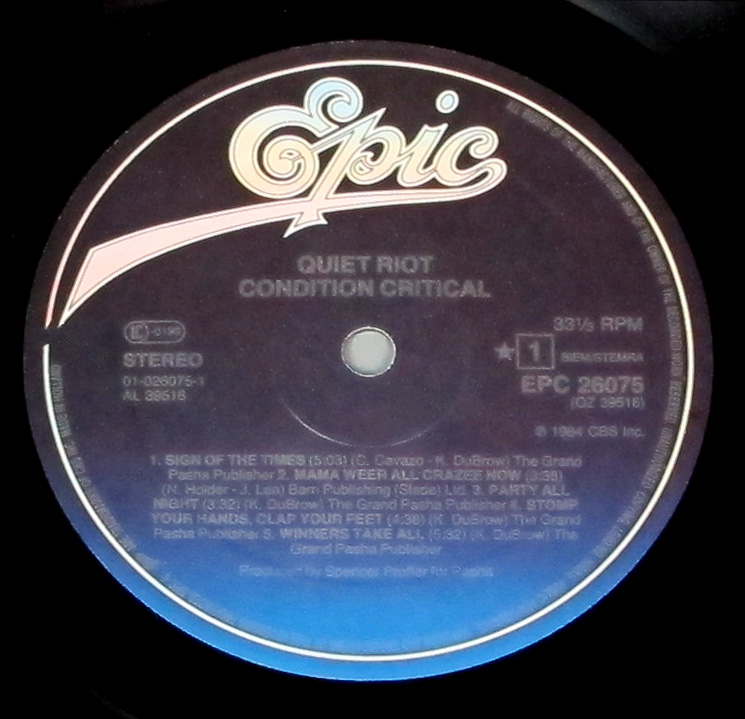 Epic
QUIET RIOT
CONDITION CRITICAL
33⅓ RPM
STEREO
1
BIEM/STEMRA
01-026075-1
EPC 26075
AL 39516
(QZ 39516)
℗ 1984 CBS Inc.
1. SIGN OF THE TIMES (5:03) (C. Cavazo - K. DuBrow) The Grand
Pasha Publisher 2. MAMA WEER ALL CRAZEE NOW (3:38)
(N. Holder - J. Lea) Barn Publishing (Slade) Ltd. 3. PARTY ALL
NIGHT (3:32) (K. DuBrow) The Grand Pasha Publisher 4. STOMP
YOUR HANDS, CLAP YOUR FEET (4:38) (K. DuBrow) The Grand
Pasha Publisher 5. WINNERS TAKE ALL (5:32) (K. DuBrow) The
Grand Pasha Publisher
Produced by Spencer Proffer for Pasha